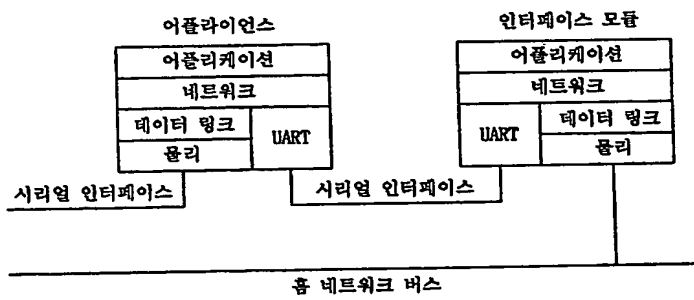 어플라이언스
인터페이스 모듈
어플리케이션
네트워크
데이터 링크
물리
UART
어플리케이션
네트워크
UART
데이터 링크
물리
시리얼 인터페이스
시리얼 인터페이스
홈 네트워크 버스